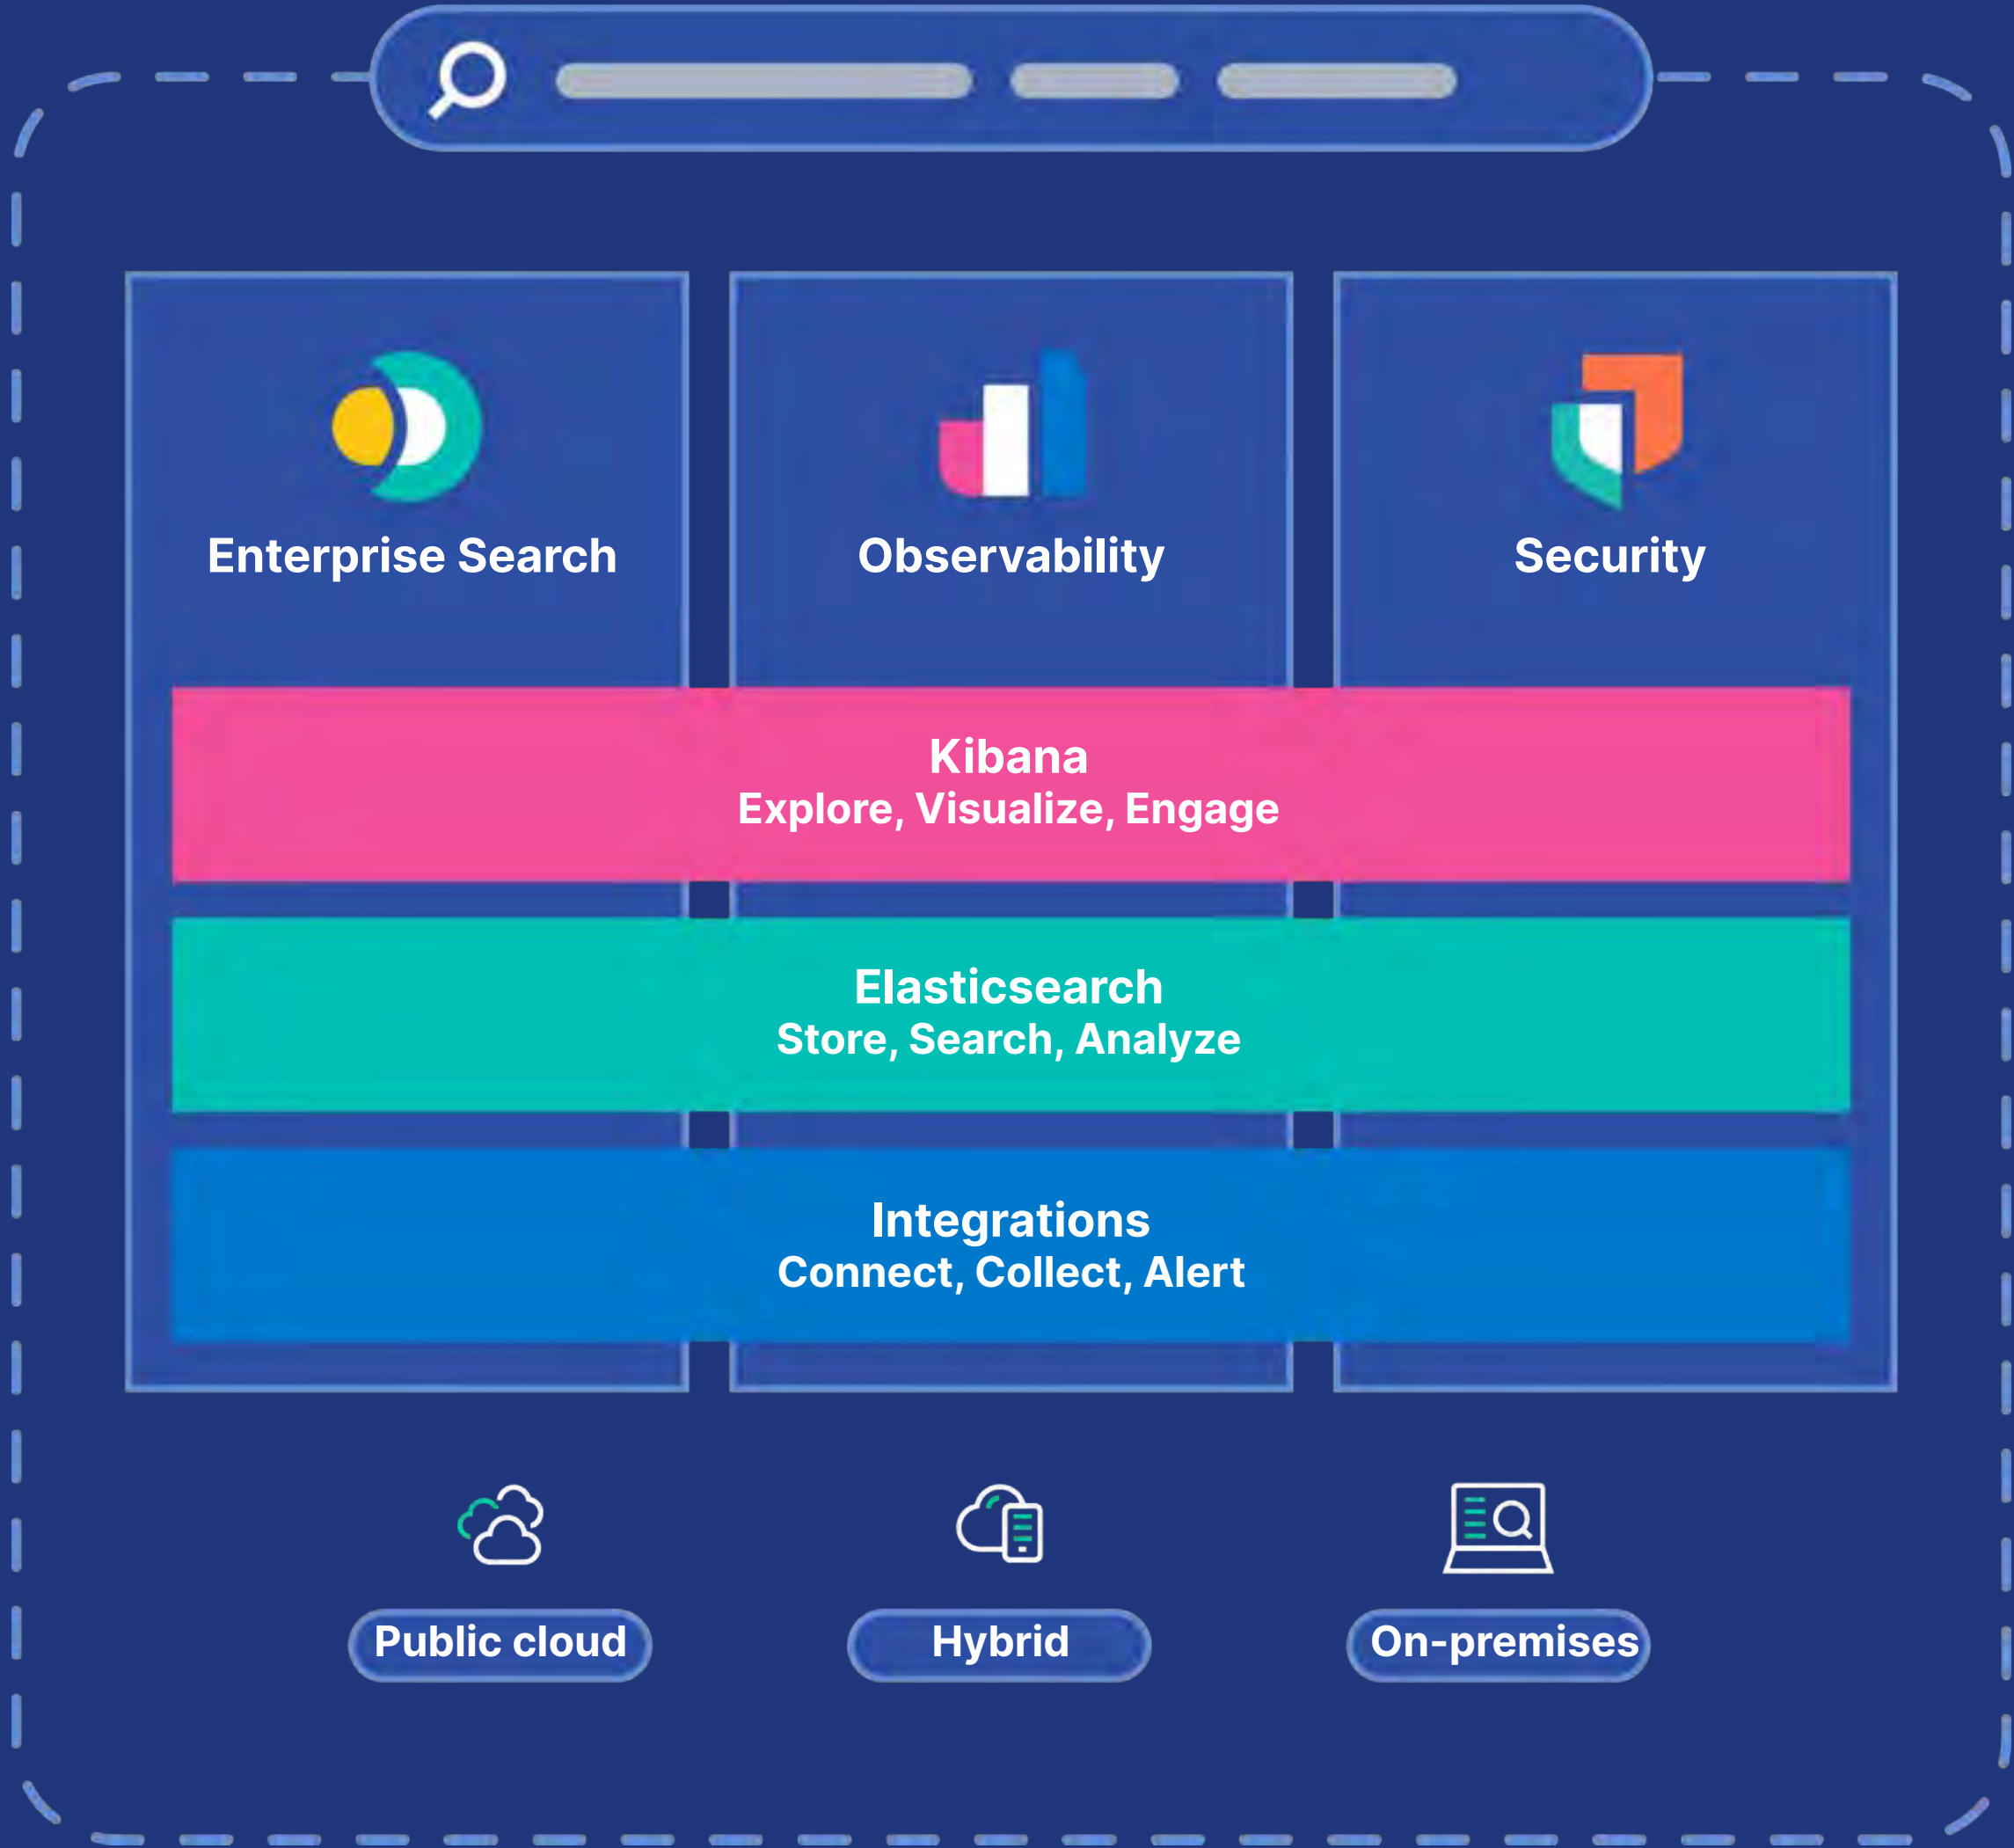 Enterprise Search
Observability
Security
Kibana
Explore, Visualize, Engage
Elasticsearch
Store, Search, Analyze
Integrations
Connect, Collect, Alert
Public cloud
Hybrid
On-premises